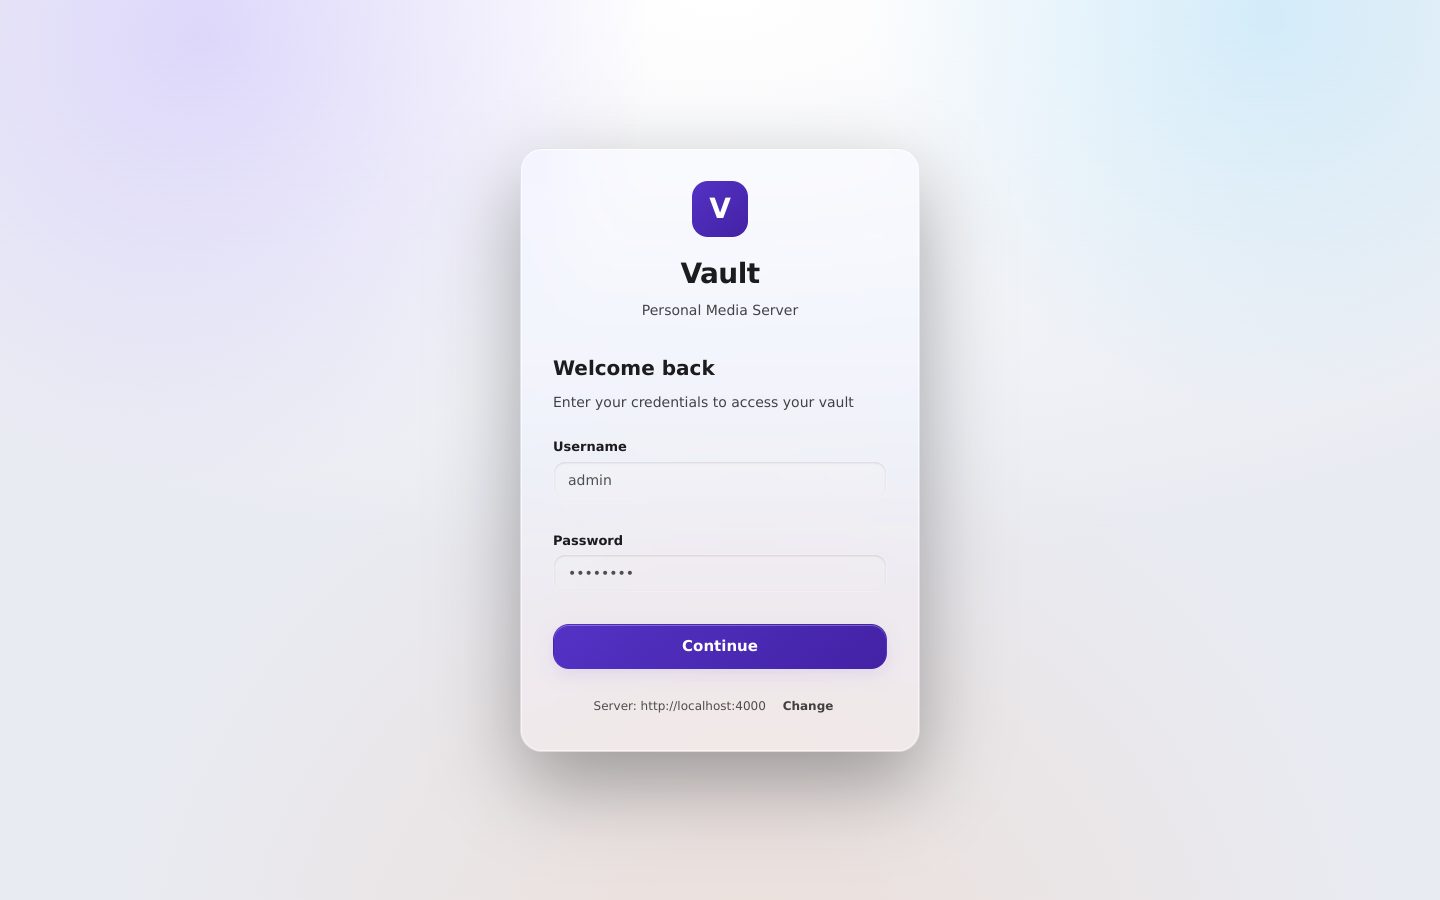 V
Vault
Personal Media Server
Welcome back
Enter your credentials to access your vault
Username
admin
Password
••••••••
Continue
Server: http://localhost:4000 Change